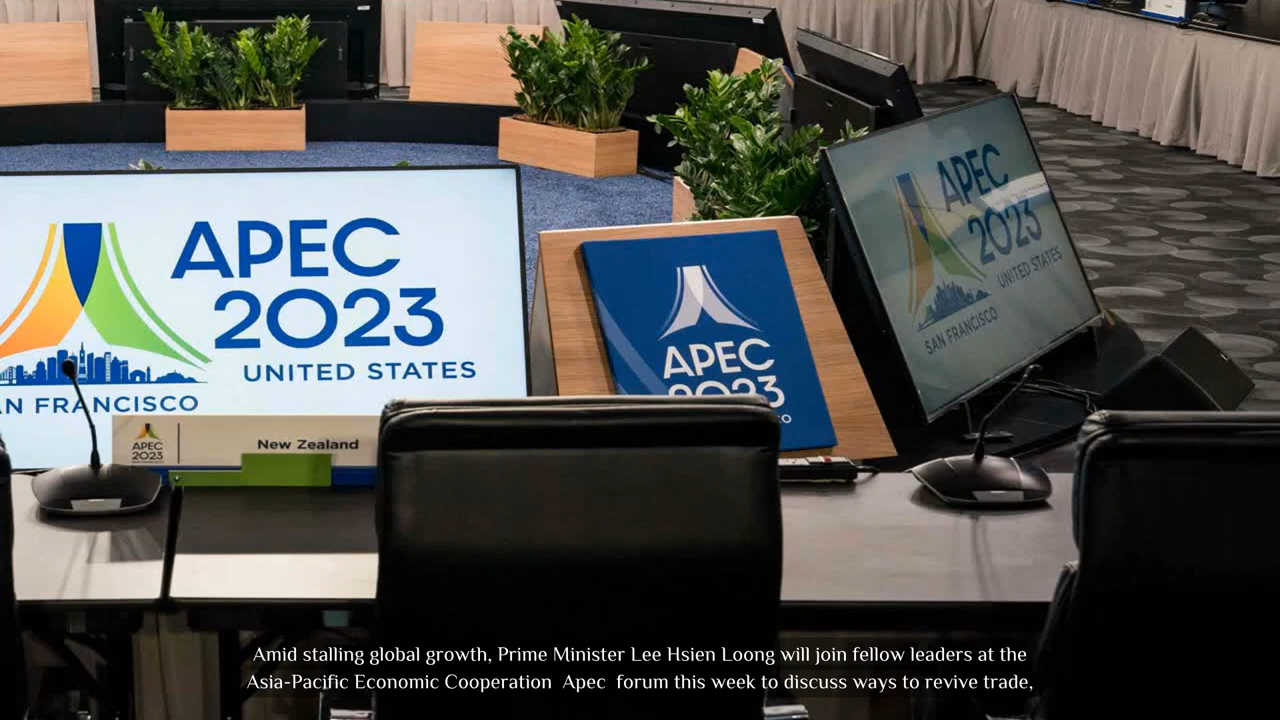 APEC
2023
UNITED STATES
AN FRANCISCO
APEC
2023
New Zealand
APEC
2023
CO
APEC
2023
UNITED STATES
SAN FRANCISCO
Amid stalling global growth, Prime Minister Lee Hsien Loong will join fellow leaders at the
Asia-Pacific Economic Cooperation Apec forum this week to discuss ways to revive trade,